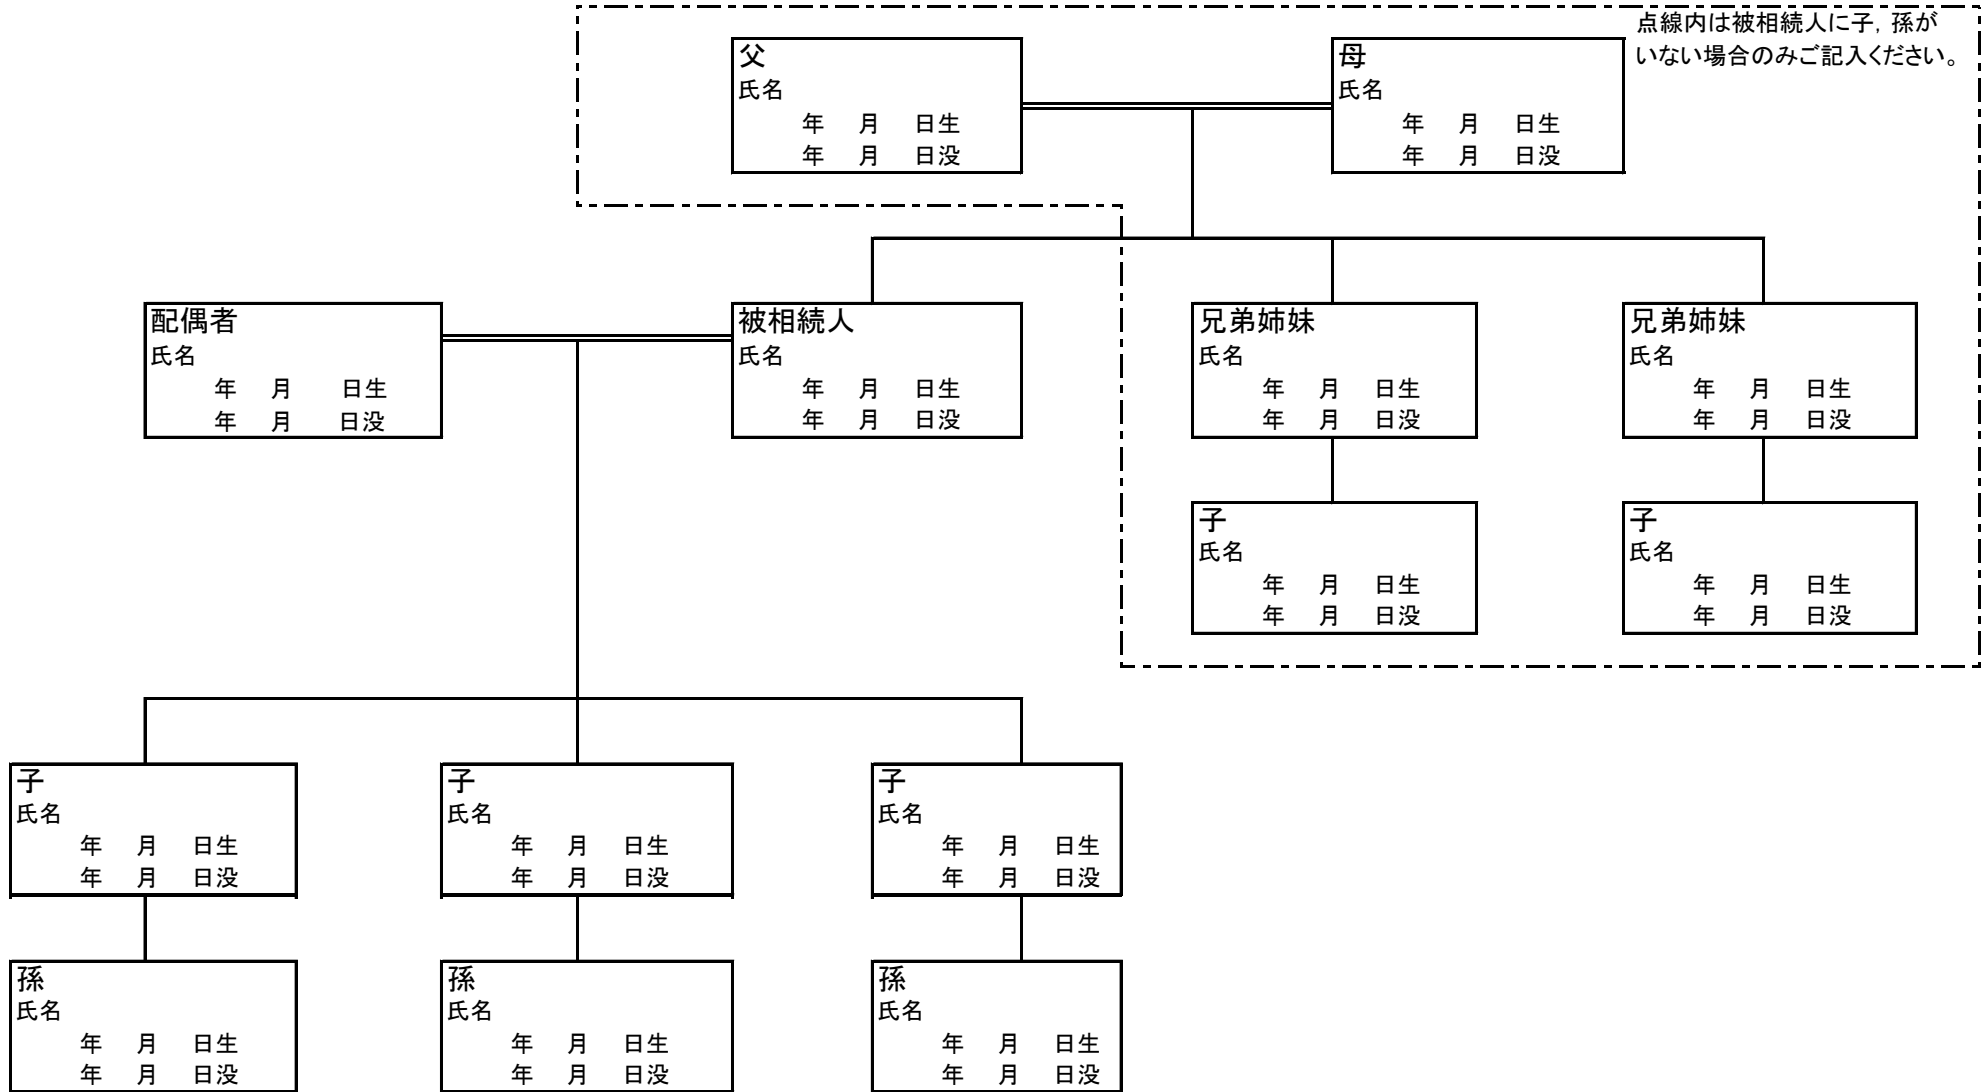 点線内は被相続人に子，孫が
いない場合のみご記入ください。
父
氏名
年 月 日生
年 月 日没
母
氏名
年 月 日生
年 月 日没
配偶者
氏名
年 月 日生
年 月 日没
被相続人
氏名
年 月 日生
年 月 日没
兄弟姉妹
氏名
年 月 日生
年 月 日没
兄弟姉妹
氏名
年 月 日生
年 月 日没
子
氏名
年 月 日生
年 月 日没
子
氏名
年 月 日生
年 月 日没
子
氏名
年 月 日生
年 月 日没
子
氏名
年 月 日生
年 月 日没
子
氏名
年 月 日生
年 月 日没
孫
氏名
年 月 日生
年 月 日没
孫
氏名
年 月 日生
年 月 日没
孫
氏名
年 月 日生
年 月 日没